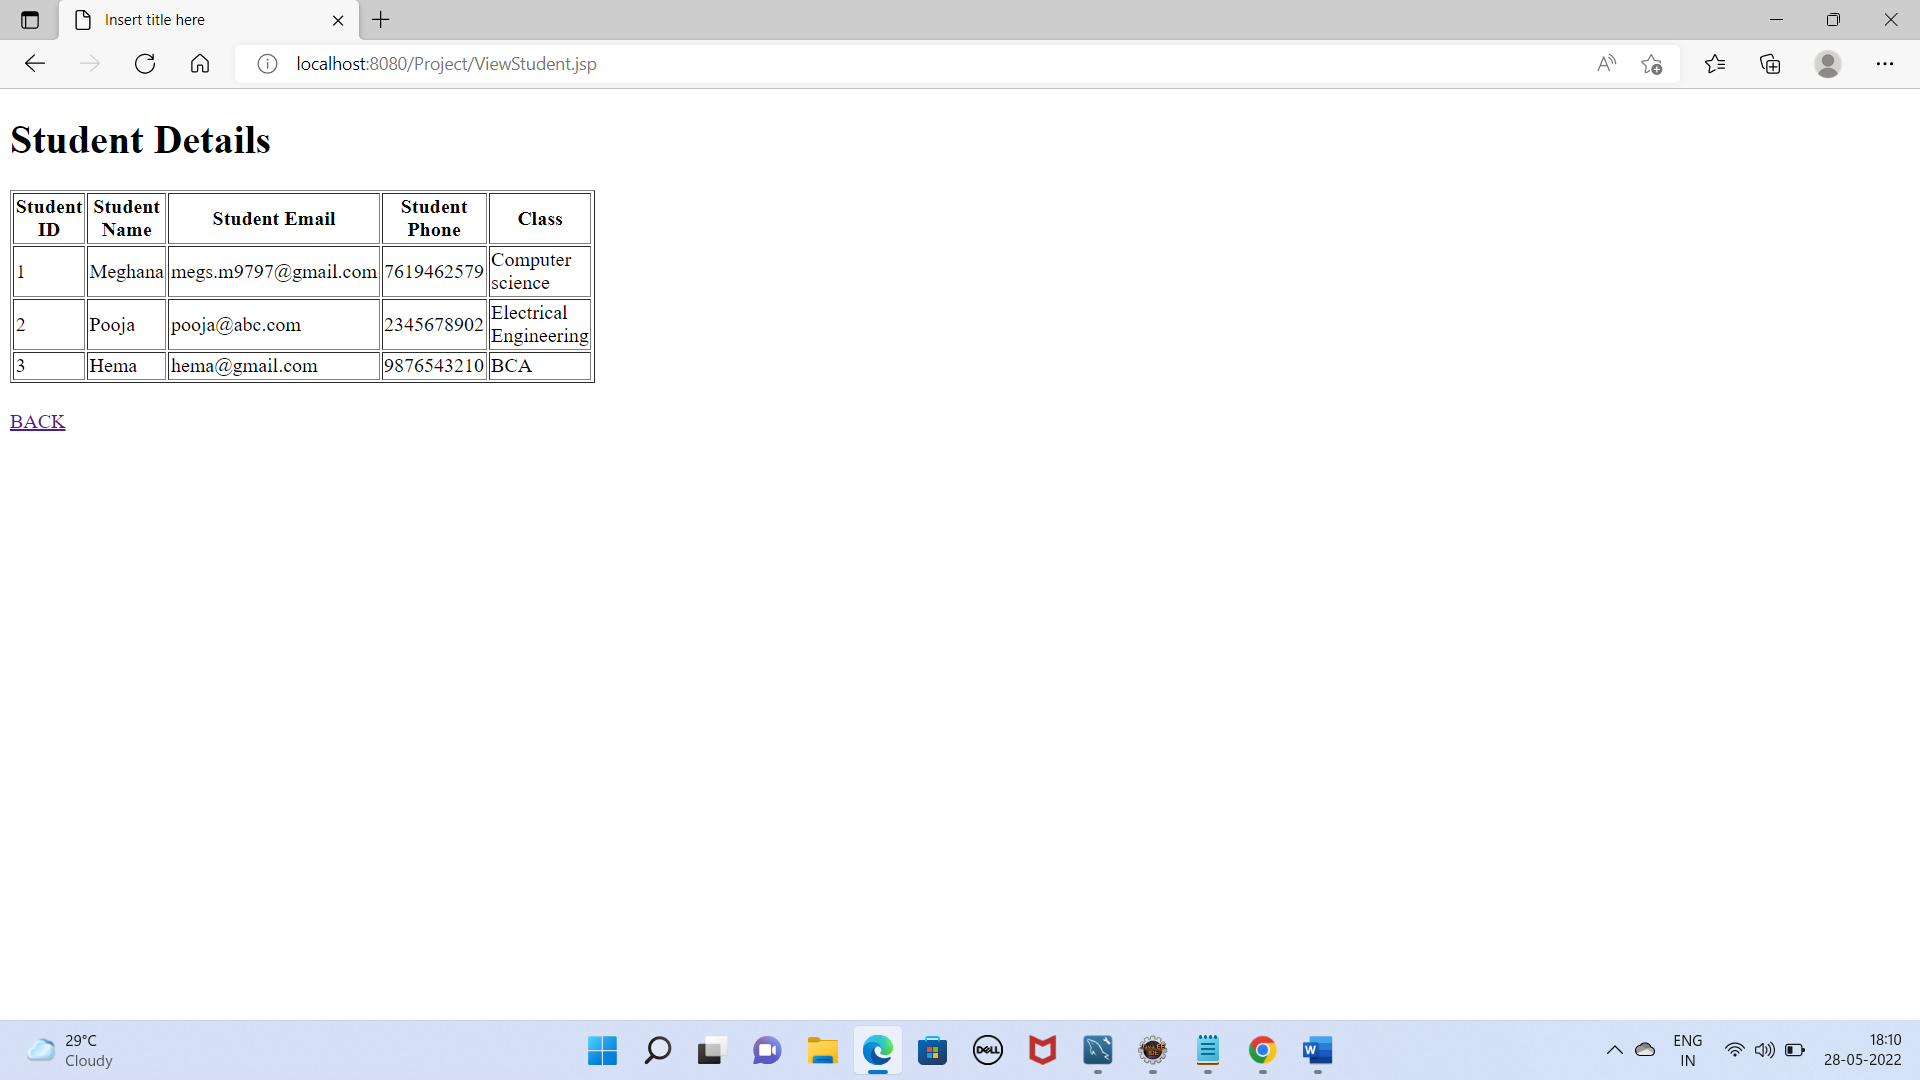 Insert title here
localhost:8080/Project/ViewStudent.jsp
Student Details
Student ID Student Name Student Email Student Phone Class
1 Meghana megs.m9797@gmail.com 7619462579 Computer science
2 Pooja pooja@abc.com 2345678902 Electrical Engineering
3 Hema hema@gmail.com 9876543210 BCA
BACK
29°C
Cloudy
DELL
W
ENG
IN
18:10
28-05-2022